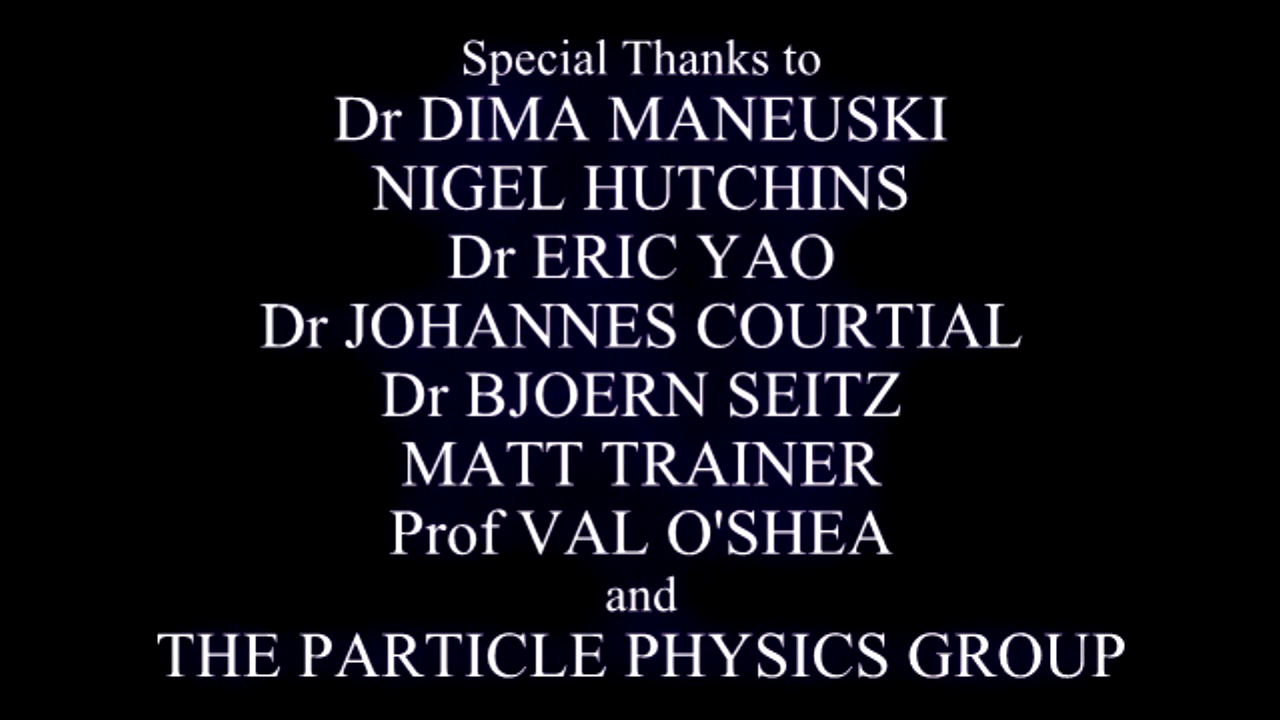 Special Thanks to
Dr DIMA MANEUSKI
NIGEL HUTCHINS
Dr ERIC YAO
Dr JOHANNES COURTIAL
Dr BJOERN SEITZ
MATT TRAINER
Prof VAL O'SHEA
and
THE PARTICLE PHYSICS GROUP